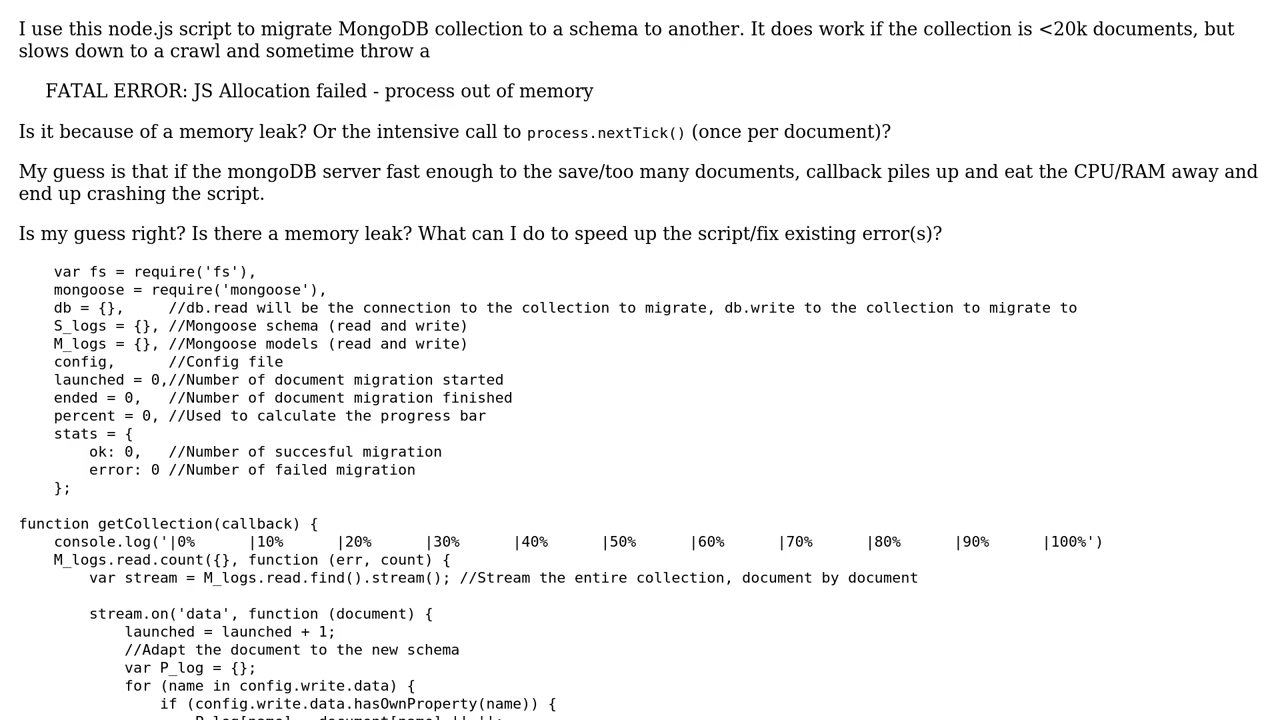 I use this node.js script to migrate MongoDB collection to a schema to another. It does work if the collection is <20k documents, but
slows down to a crawl and sometime throw a
FATAL ERROR: JS Allocation failed - process out of memory
Is it because of a memory leak? Or the intensive call to process.nextTick() (once per document)?
My guess is that if the mongoDB server fast enough to the save/too many documents, callback piles up and eat the CPU/RAM away and
end up crashing the script.
Is my guess right? Is there a memory leak? What can I do to speed up the script/fix existing error(s)?
    var fs = require('fs'),
    mongoose = require('mongoose'),
    db = {},     //db.read will be the connection to the collection to migrate, db.write to the collection to migrate to
    S_logs = {}, //Mongoose schema (read and write)
    M_logs = {}, //Mongoose models (read and write)
    config,      //Config file
    launched = 0,//Number of document migration started
    ended = 0,   //Number of document migration finished
    percent = 0, //Used to calculate the progress bar
    stats = {
        ok: 0,   //Number of succesful migration
        error: 0 //Number of failed migration
    };
function getCollection(callback) {
    console.log('|0%      |10%      |20%      |30%      |40%      |50%      |60%      |70%      |80%      |90%      |100%')
    M_logs.read.count({}, function (err, count) {
        var stream = M_logs.read.find().stream(); //Stream the entire collection, document by document
        stream.on('data', function (document) {
            launched = launched + 1;
            //Adapt the document to the new schema
            var P_log = {};
            for (name in config.write.data) {
                if (config.write.data.hasOwnProperty(name)) {